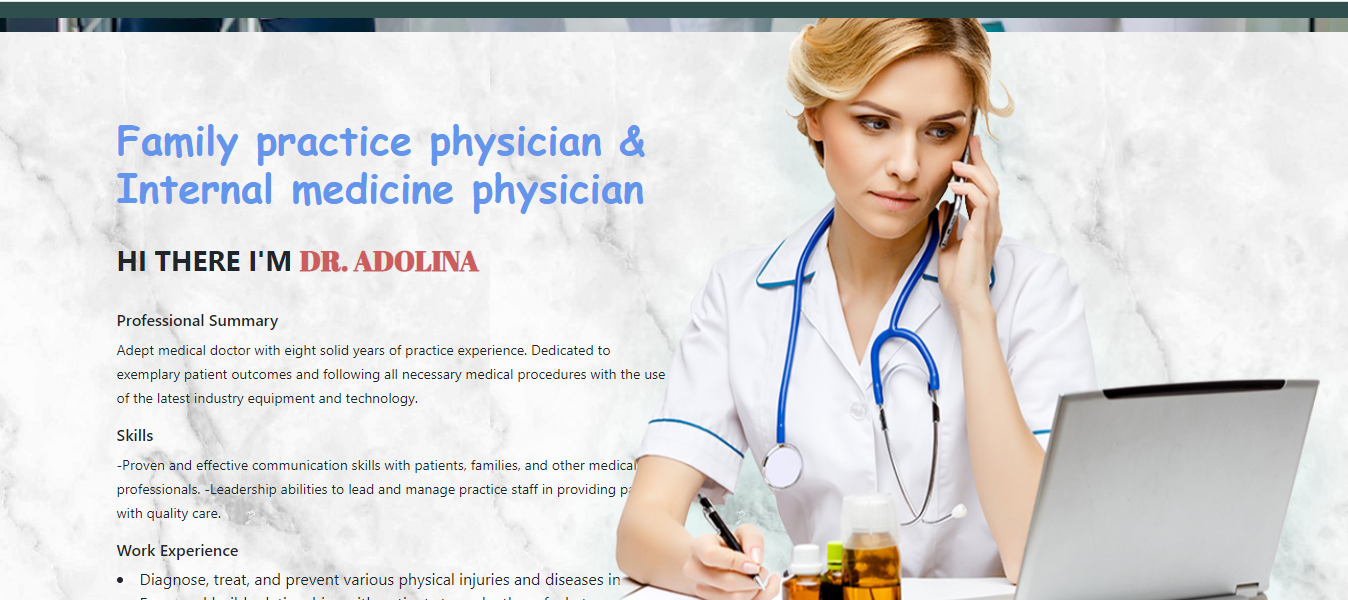 Family practice physician &
Internal medicine physician
HI THERE I'M DR. ADOLINA
Professional Summary
Adept medical doctor with eight solid years of practice experience. Dedicated to
exemplary patient outcomes and following all necessary medical procedures with the use
of the latest industry equipment and technology.
Skills
-Proven and effective communication skills with patients, families, and other medical
professionals. -Leadership abilities to lead and manage practice staff in providing
with quality care.
Work Experience
Diagnose, treat, and prevent various physical injuries and diseases in